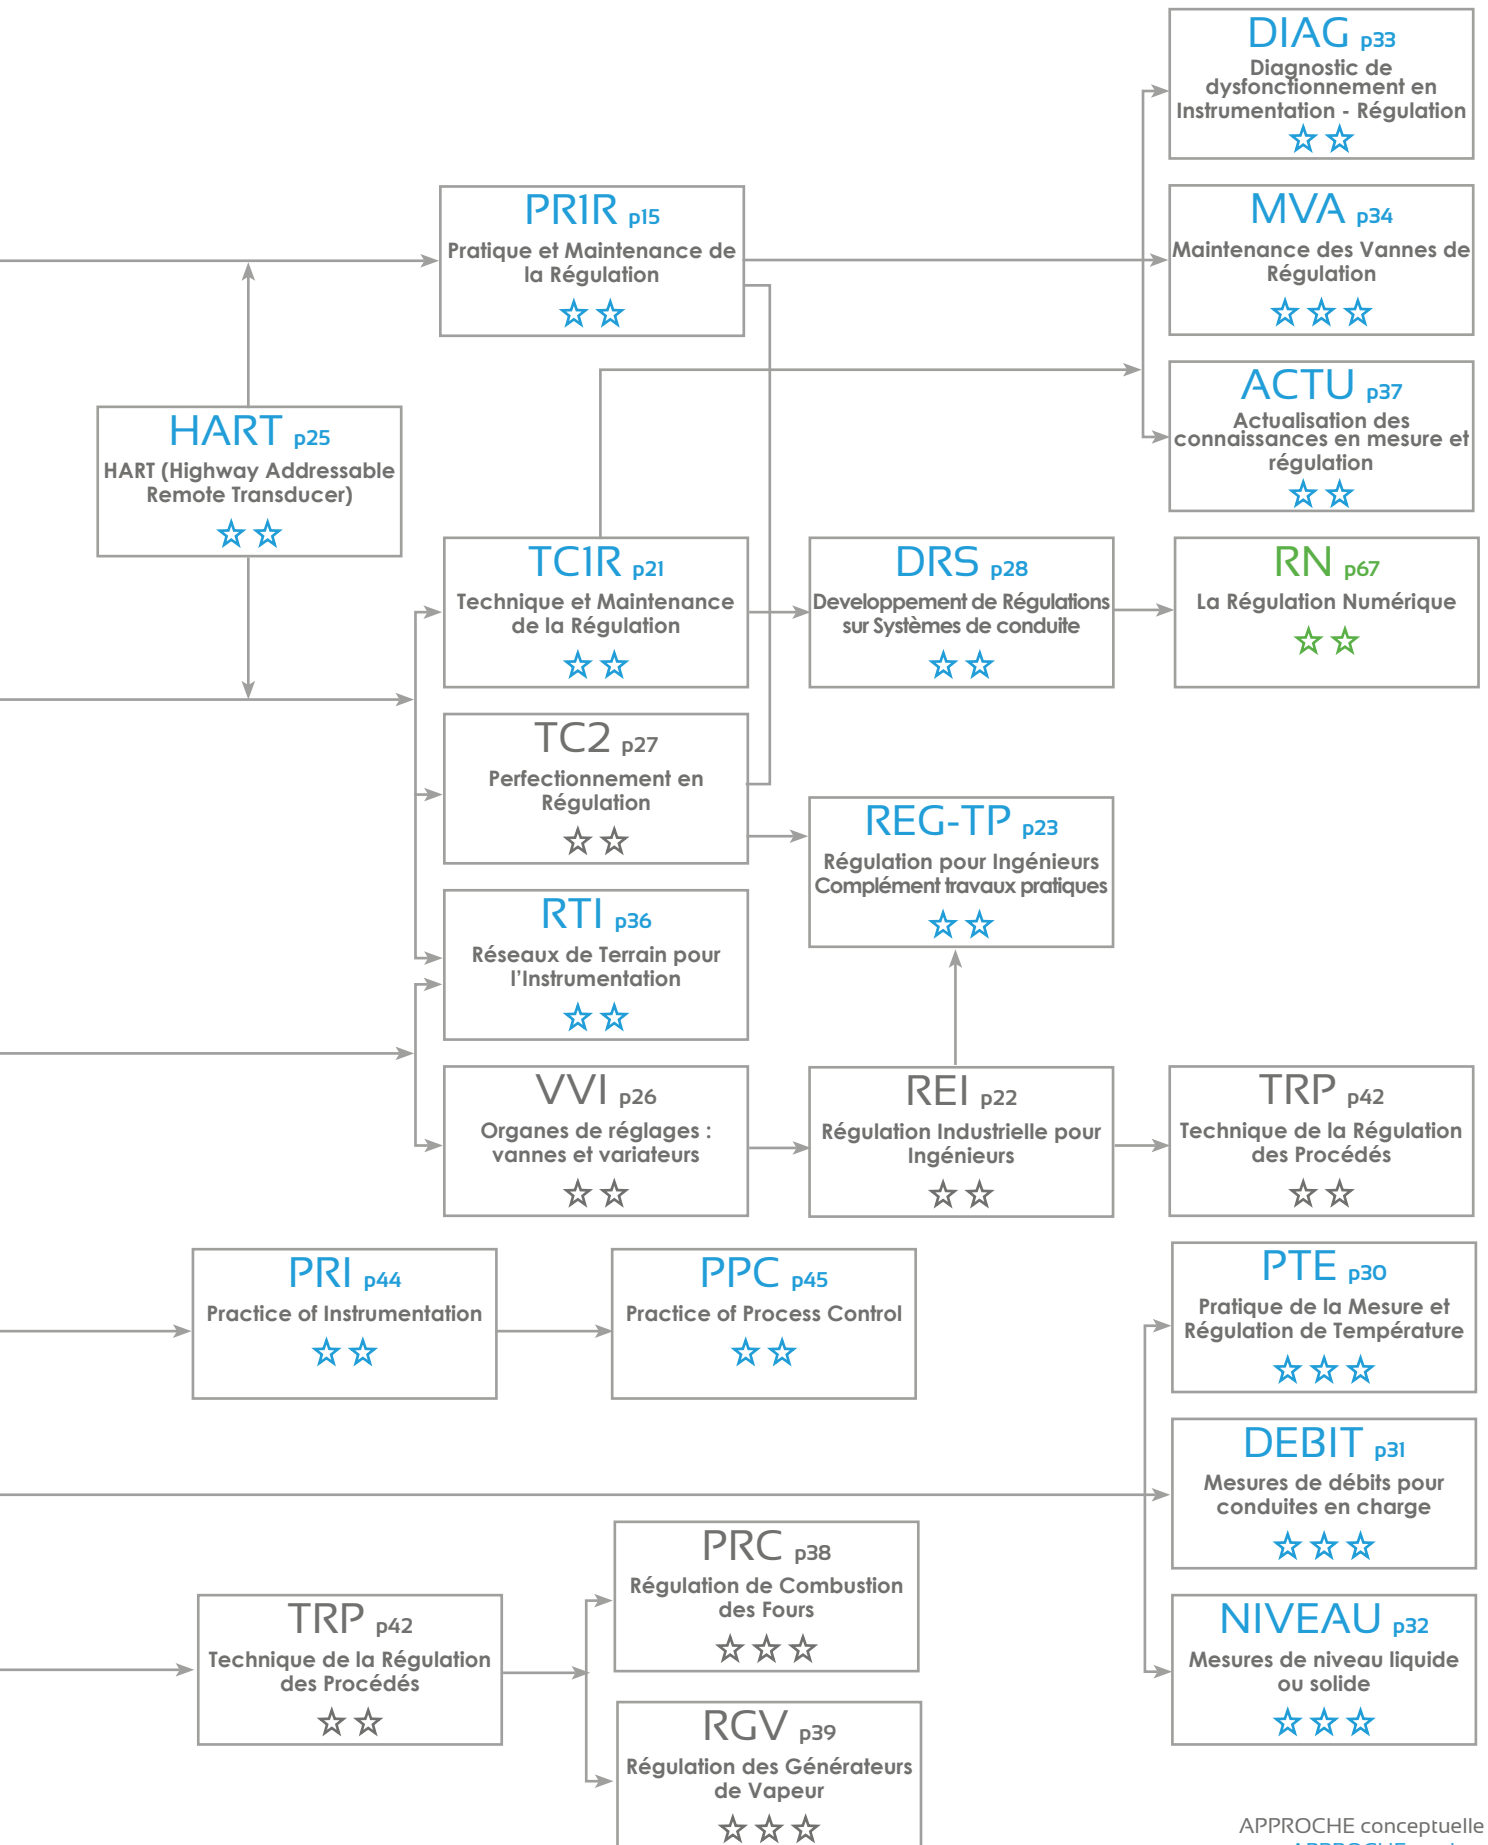 DIAG p33
Diagnostic de
dysfonctionnement en
Instrumentation - Régulation
PR1R p15
Pratique et Maintenance de
la Régulation
MVA p34
Maintenance des Vannes de
Régulation
ACTU p37
Actualisation des
connaissances en mesure et
régulation
HART p25
HART (Highway Addressable
Remote Transducer)
TC1R p21
Technique et Maintenance
de la Régulation
DRS p28
Developpement de Régulations
sur Systèmes de conduite
RN p67
La Régulation Numérique
TC2 p27
Perfectionnement en
Régulation
REG-TP p23
Régulation pour Ingénieurs
Complément travaux pratiques
RTI p36
Réseaux de Terrain pour
l'Instrumentation
VVI p26
Organes de réglages :
vannes et variateurs
REI p22
Régulation Industrielle pour
Ingénieurs
TRP p42
Technique de la Régulation
des Procédés
PRI p44
Practice of Instrumentation
PPC p45
Practice of Process Control
PTE p30
Pratique de la Mesure et
Régulation de Température
DEBIT p31
Mesures de débits pour
conduites en charge
PRC p38
Régulation de Combustion
des Fours
TRP p42
Technique de la Régulation
des Procédés
NIVEAU p32
Mesures de niveau liquide
ou solide
RGV p39
Régulation des Générateurs
de Vapeur
APPROCHE conceptuelle